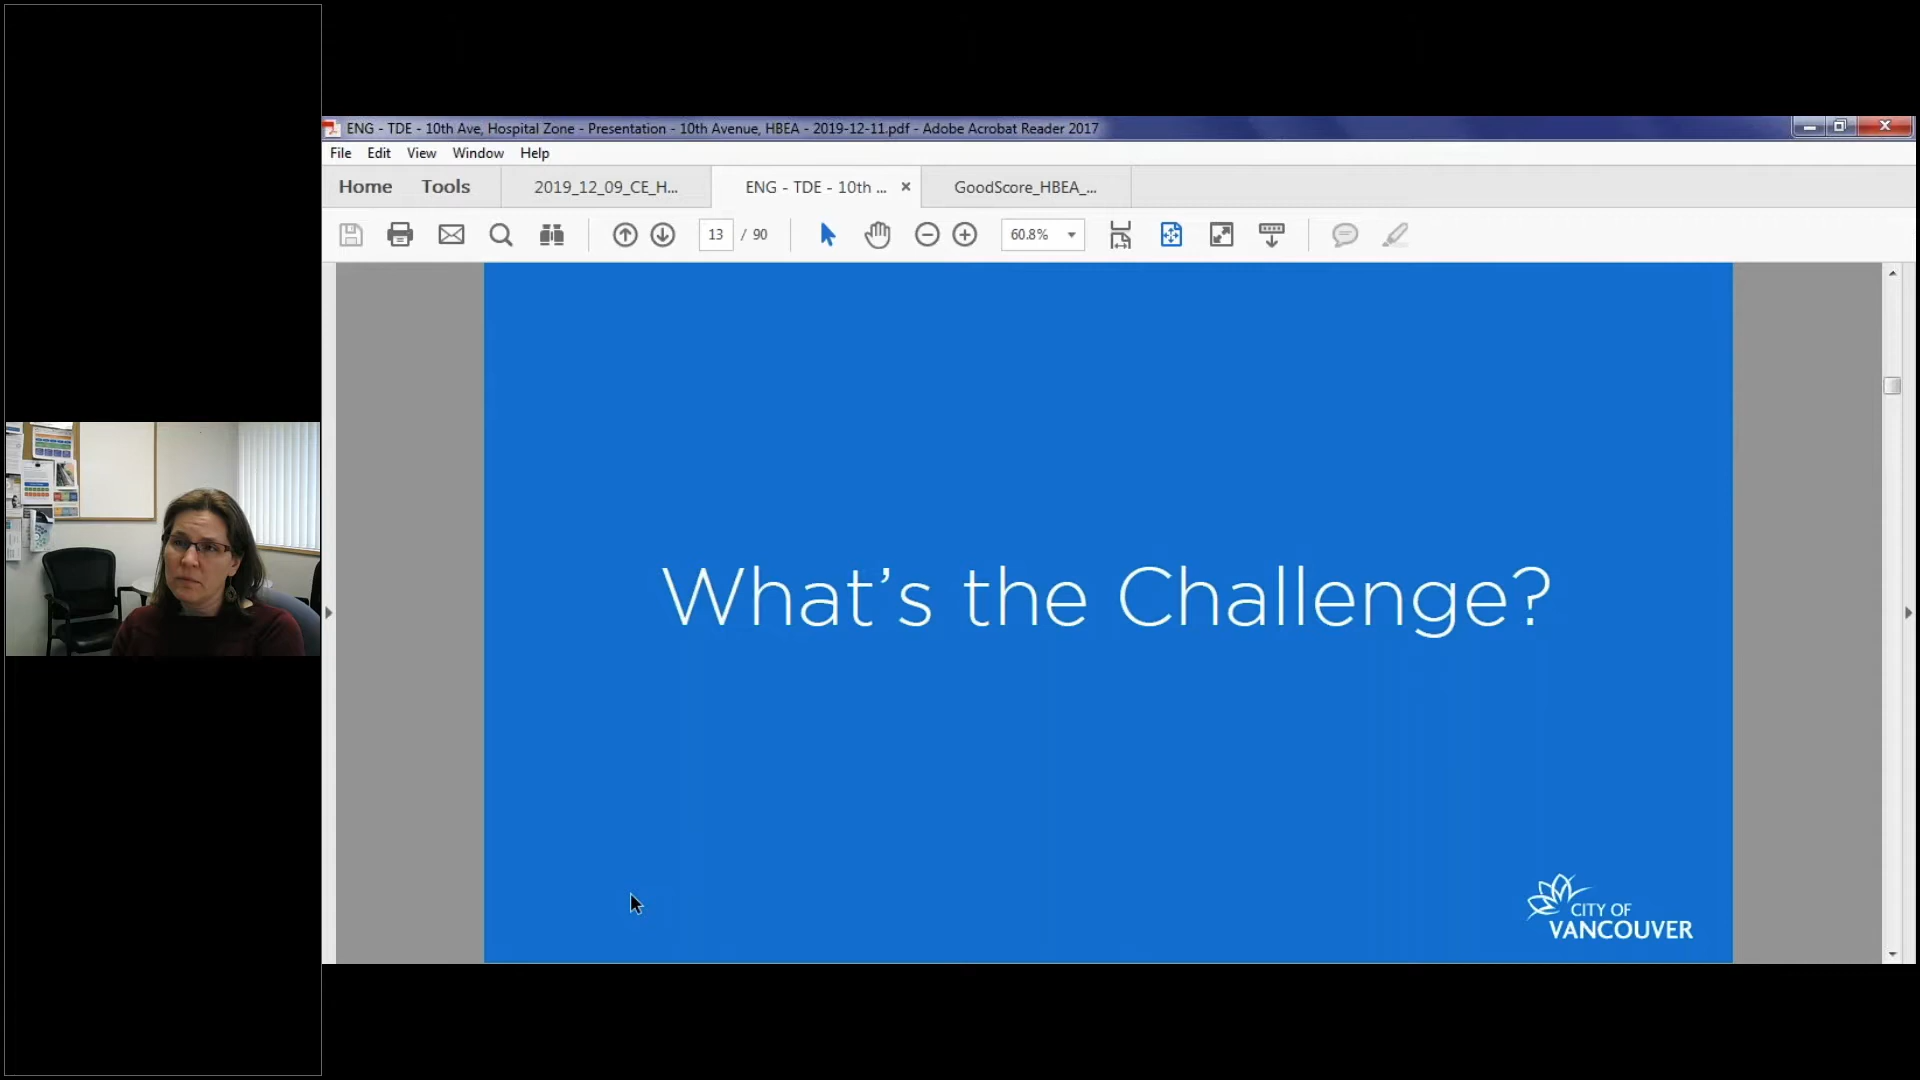 ENG - TDE - 10th Ave, Hospital Zone - Presentation - 10th Avenue, HBEA - 2019-12-11.pdf - Adobe Acrobat Reader 2017
File Edit View Window Help
Home Tools 2019_12_09_CE_H... ENG - TDE - 10th ... GoodScore_HBEA_...
13 / 90 60.8%
What's the Challenge?
CITY OF
VANCOUVER